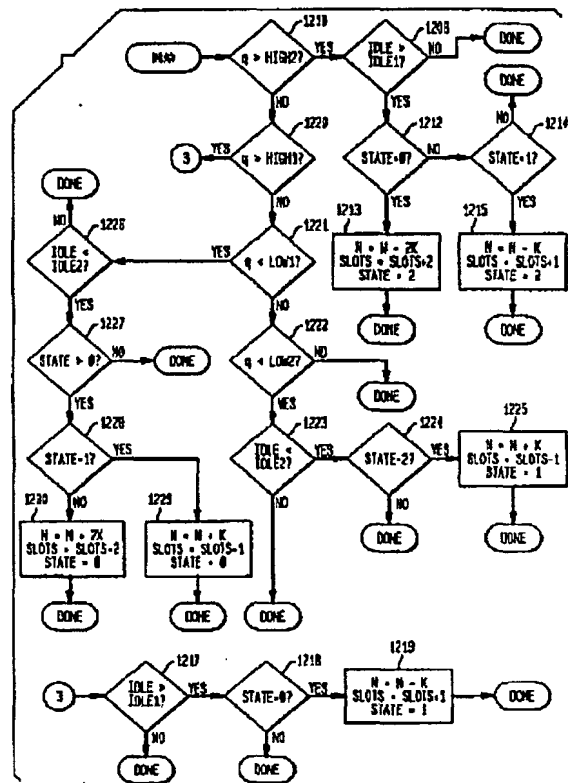 1210
1208
q > HIGH2?
YES
IDLE >
IDLE1?
NO
DONE
NO
YES
DONE
1220
1212
NO
1214
3
YES
q > HIGH1?
STATE=0?
NO
STATE=1?
DONE
NO
YES
YES
1226
NO
1221
1213
1215
IDLE <
IDLE2?
YES
q < LOW1?
N = N - 2K
SLOTS = SLOTS+2
STATE = 2
N = N - K
SLOTS = SLOTS+1
STATE = 2
YES
1227
NO
1222
DONE
DONE
STATE > 0?
NO
DONE
q < LOW2?
NO
DONE
YES
1228
YES
1223
1224
1225
STATE=1?
YES
IDLE <
IDLE2?
YES
STATE=2?
YES
N = N + K
SLOTS = SLOTS-1
STATE = 1
1230
NO
1229
NO
NO
N = N + 2K
SLOTS = SLOTS-2
STATE = 0
N = N + K
SLOTS = SLOTS-1
STATE = 0
DONE
DONE
DONE
DONE
DONE
1217
1218
1219
3
IDLE >
IDLE1?
YES
STATE=0?
YES
N = N - K
SLOTS = SLOTS+1
STATE = 1
DONE
NO
NO
DONE
DONE